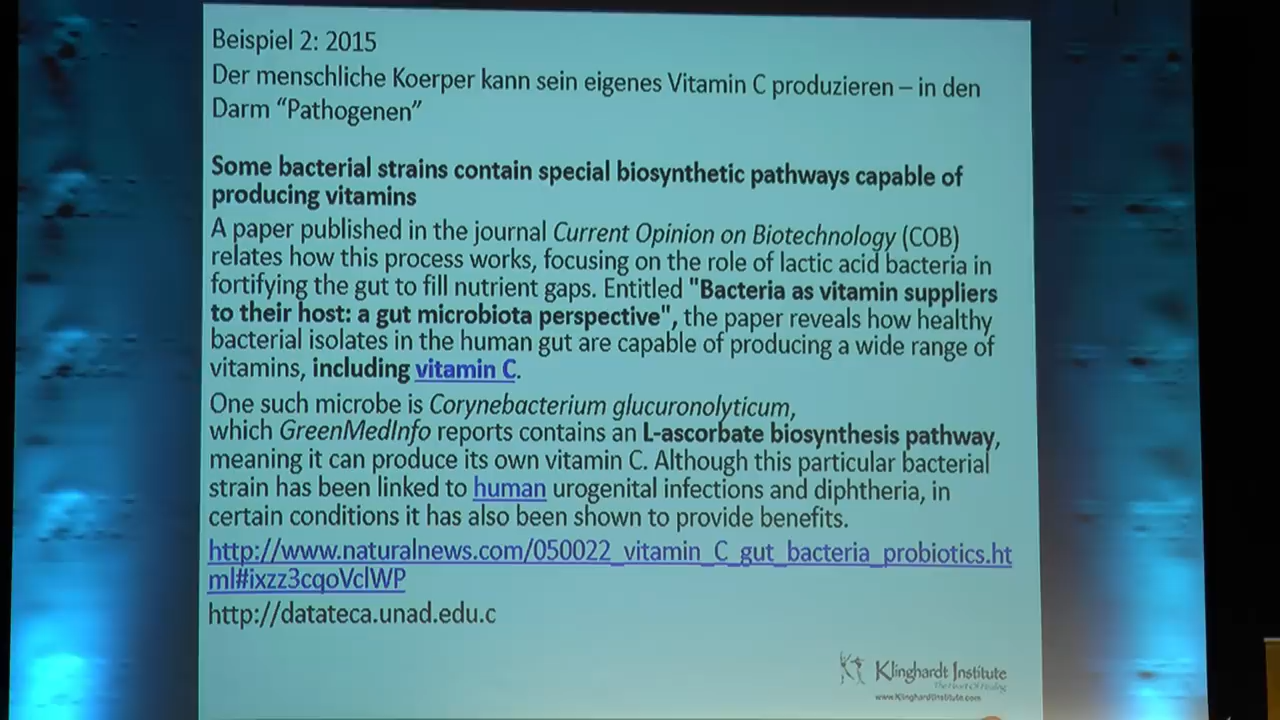 Beispiel 2: 2015
Der menschliche Koerper kann sein eigenes Vitamin C produzieren – in den
Darm “Pathogenen”
Some bacterial strains contain special biosynthetic pathways capable of
producing vitamins
A paper published in the journal Current Opinion on Biotechnology (COB)
relates how this process works, focusing on the role of lactic acid bacteria in
fortifying the gut to fill nutrient gaps. Entitled "Bacteria as vitamin suppliers
to their host: a gut microbiota perspective", the paper reveals how healthy
bacterial isolates in the human gut are capable of producing a wide range of
vitamins, including vitamin C.
One such microbe is Corynebacterium glucuronolyticum,
which GreenMedInfo reports contains an L-ascorbate biosynthesis pathway,
meaning it can produce its own vitamin C. Although this particular bacterial
strain has been linked to human urogenital infections and diphtheria, in
certain conditions it has also been shown to provide benefits.
http://www.naturalnews.com/050022_vitamin_C_gut_bacteria_probiotics.ht
ml#ixzz3cqoVclWP
http://datateca.unad.edu.c
Klinghardt Institute
The Heart Of Healing
www.KlinghardtInstitute.com